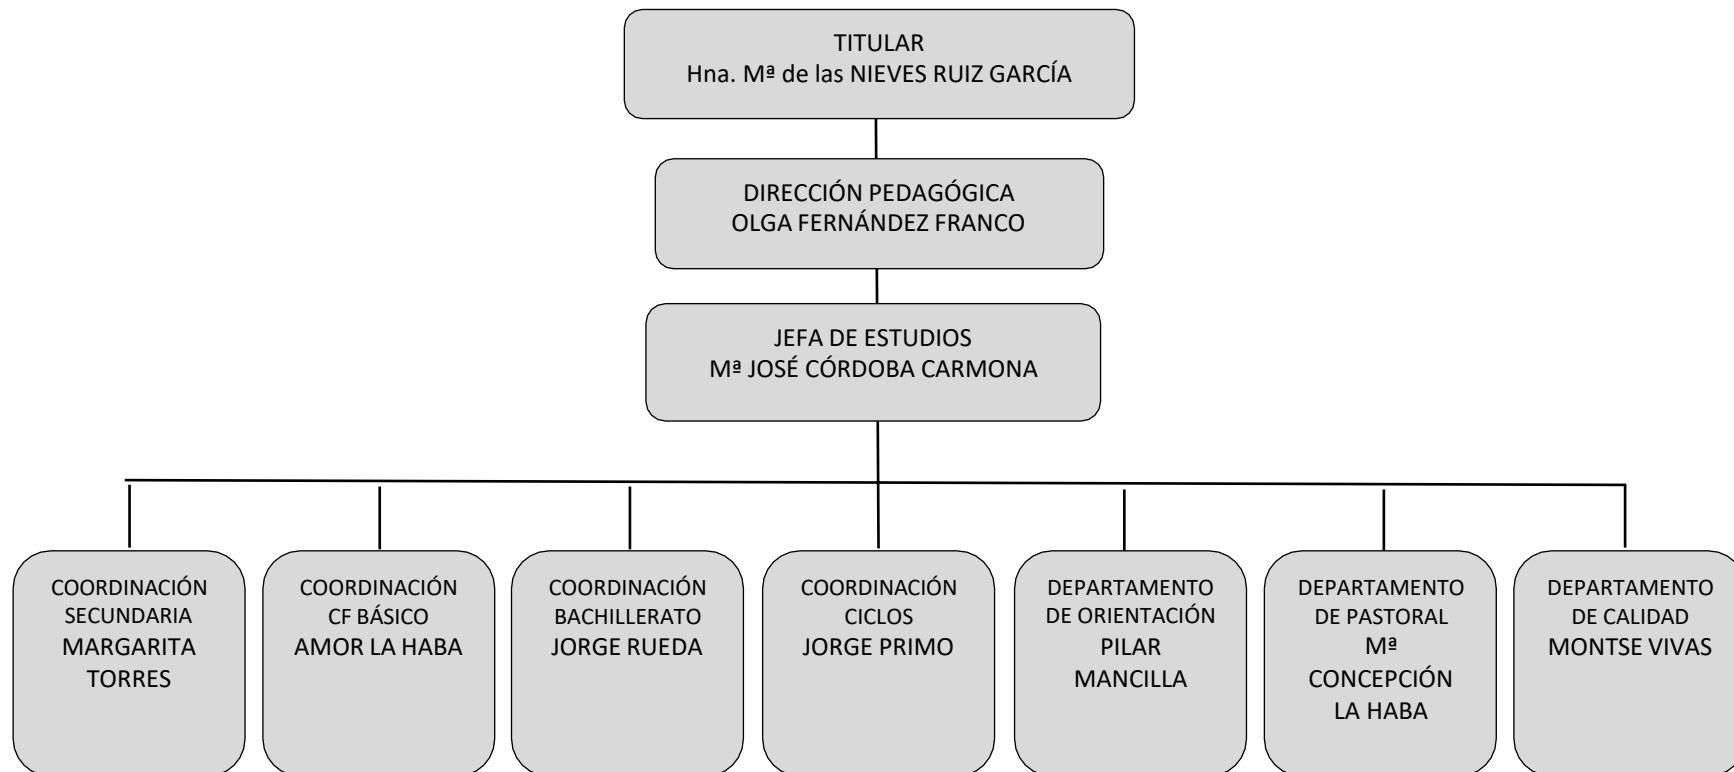 TITULAR
Hna. Mª de las NIEVES RUIZ GARCÍA
DIRECCIÓN PEDAGÓGICA
OLGA FERNÁNDEZ FRANCO
JEFA DE ESTUDIOS
Mª JOSÉ CÓRDOBA CARMONA
COORDINACIÓN
SECUNDARIA
MARGARITA
TORRES
COORDINACIÓN
CF BÁSICO
AMOR LA HABA
COORDINACIÓN
BACHILLERATO
JORGE RUEDA
COORDINACIÓN
CICLOS
JORGE PRIMO
DEPARTAMENTO
DE ORIENTACIÓN
PILAR
MANCILLA
DEPARTAMENTO
DE PASTORAL
Mª
CONCEPCIÓN
LA HABA
DEPARTAMENTO
DE CALIDAD
MONTSE VIVAS